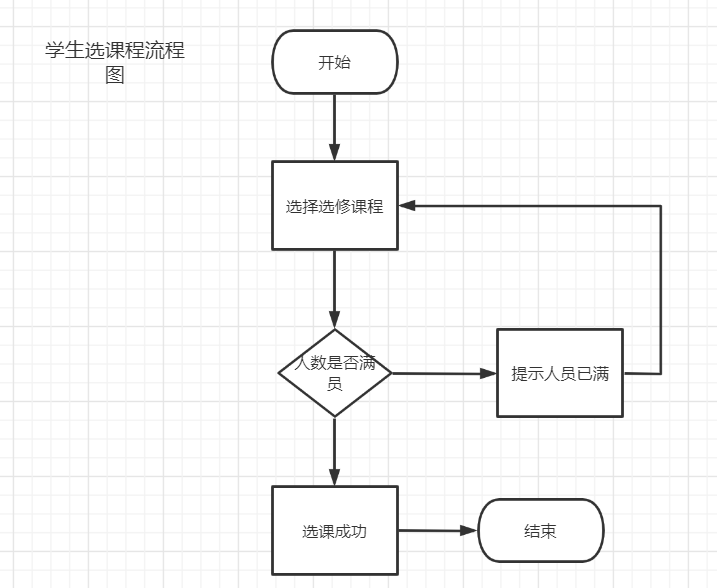 学生选课程流程
图
开始
选择选修课程
人数是否满
员
提示人员已满
选课成功
结束